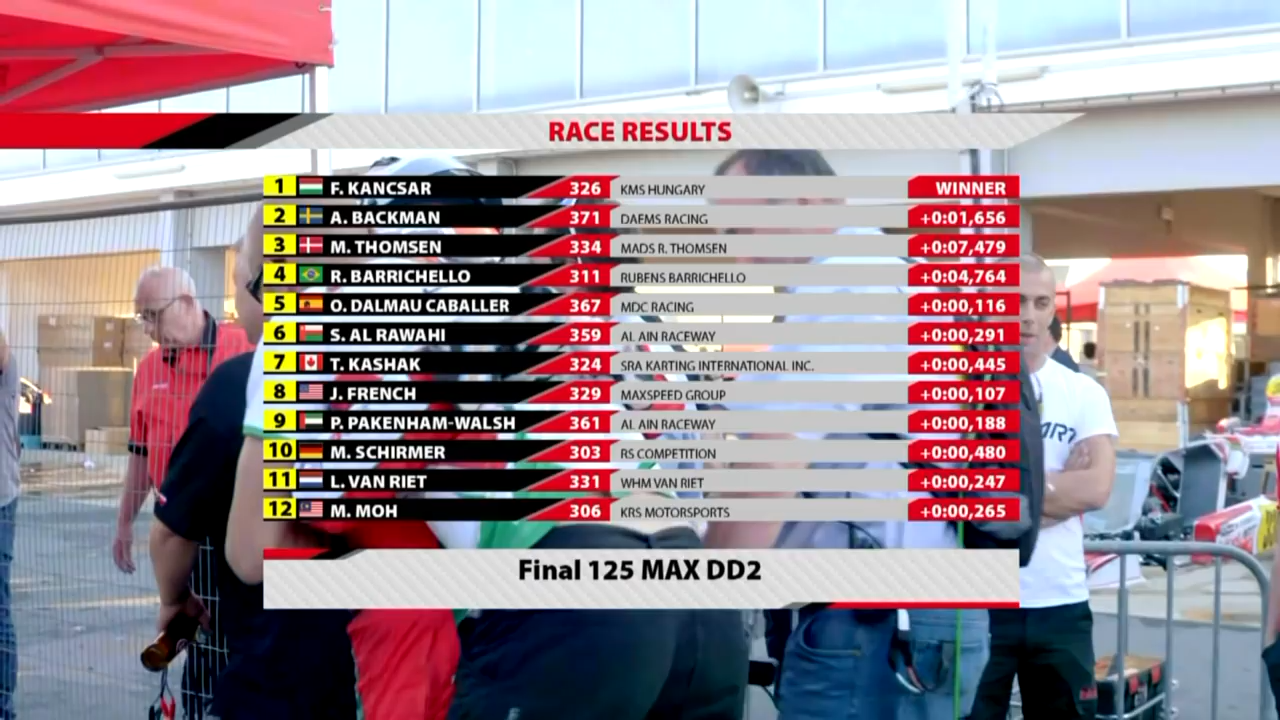 RACE RESULTS
1 F. KANCSAR 326 KMS HUNGARY WINNER
2 A. BACKMAN 371 DAEMS RACING +0:01,656
3 M. THOMSEN 334 MADS R. THOMSEN +0:07,479
4 R. BARRICHELLO 311 RUBENS BARRICHELLO +0:04,764
5 O. DALMAU CABALLER 367 MDC RACING +0:00,116
6 S. AL RAWAHI 359 AL AIN RACEWAY +0:00,291
7 T. KASHAK 324 SRA KARTING INTERNATIONAL INC. +0:00,445
8 J. FRENCH 329 MAXSPEED GROUP +0:00,107
9 P. PAKENHAM-WALSH 361 AL AIN RACEWAY +0:00,188
10 M. SCHIRMER 303 RS COMPETITION +0:00,480
11 L. VAN RIET 331 WHM VAN RIET +0:00,247
12 M. MOH 306 KRS MOTORSPORTS +0:00,265
Final 125 MAX DD2